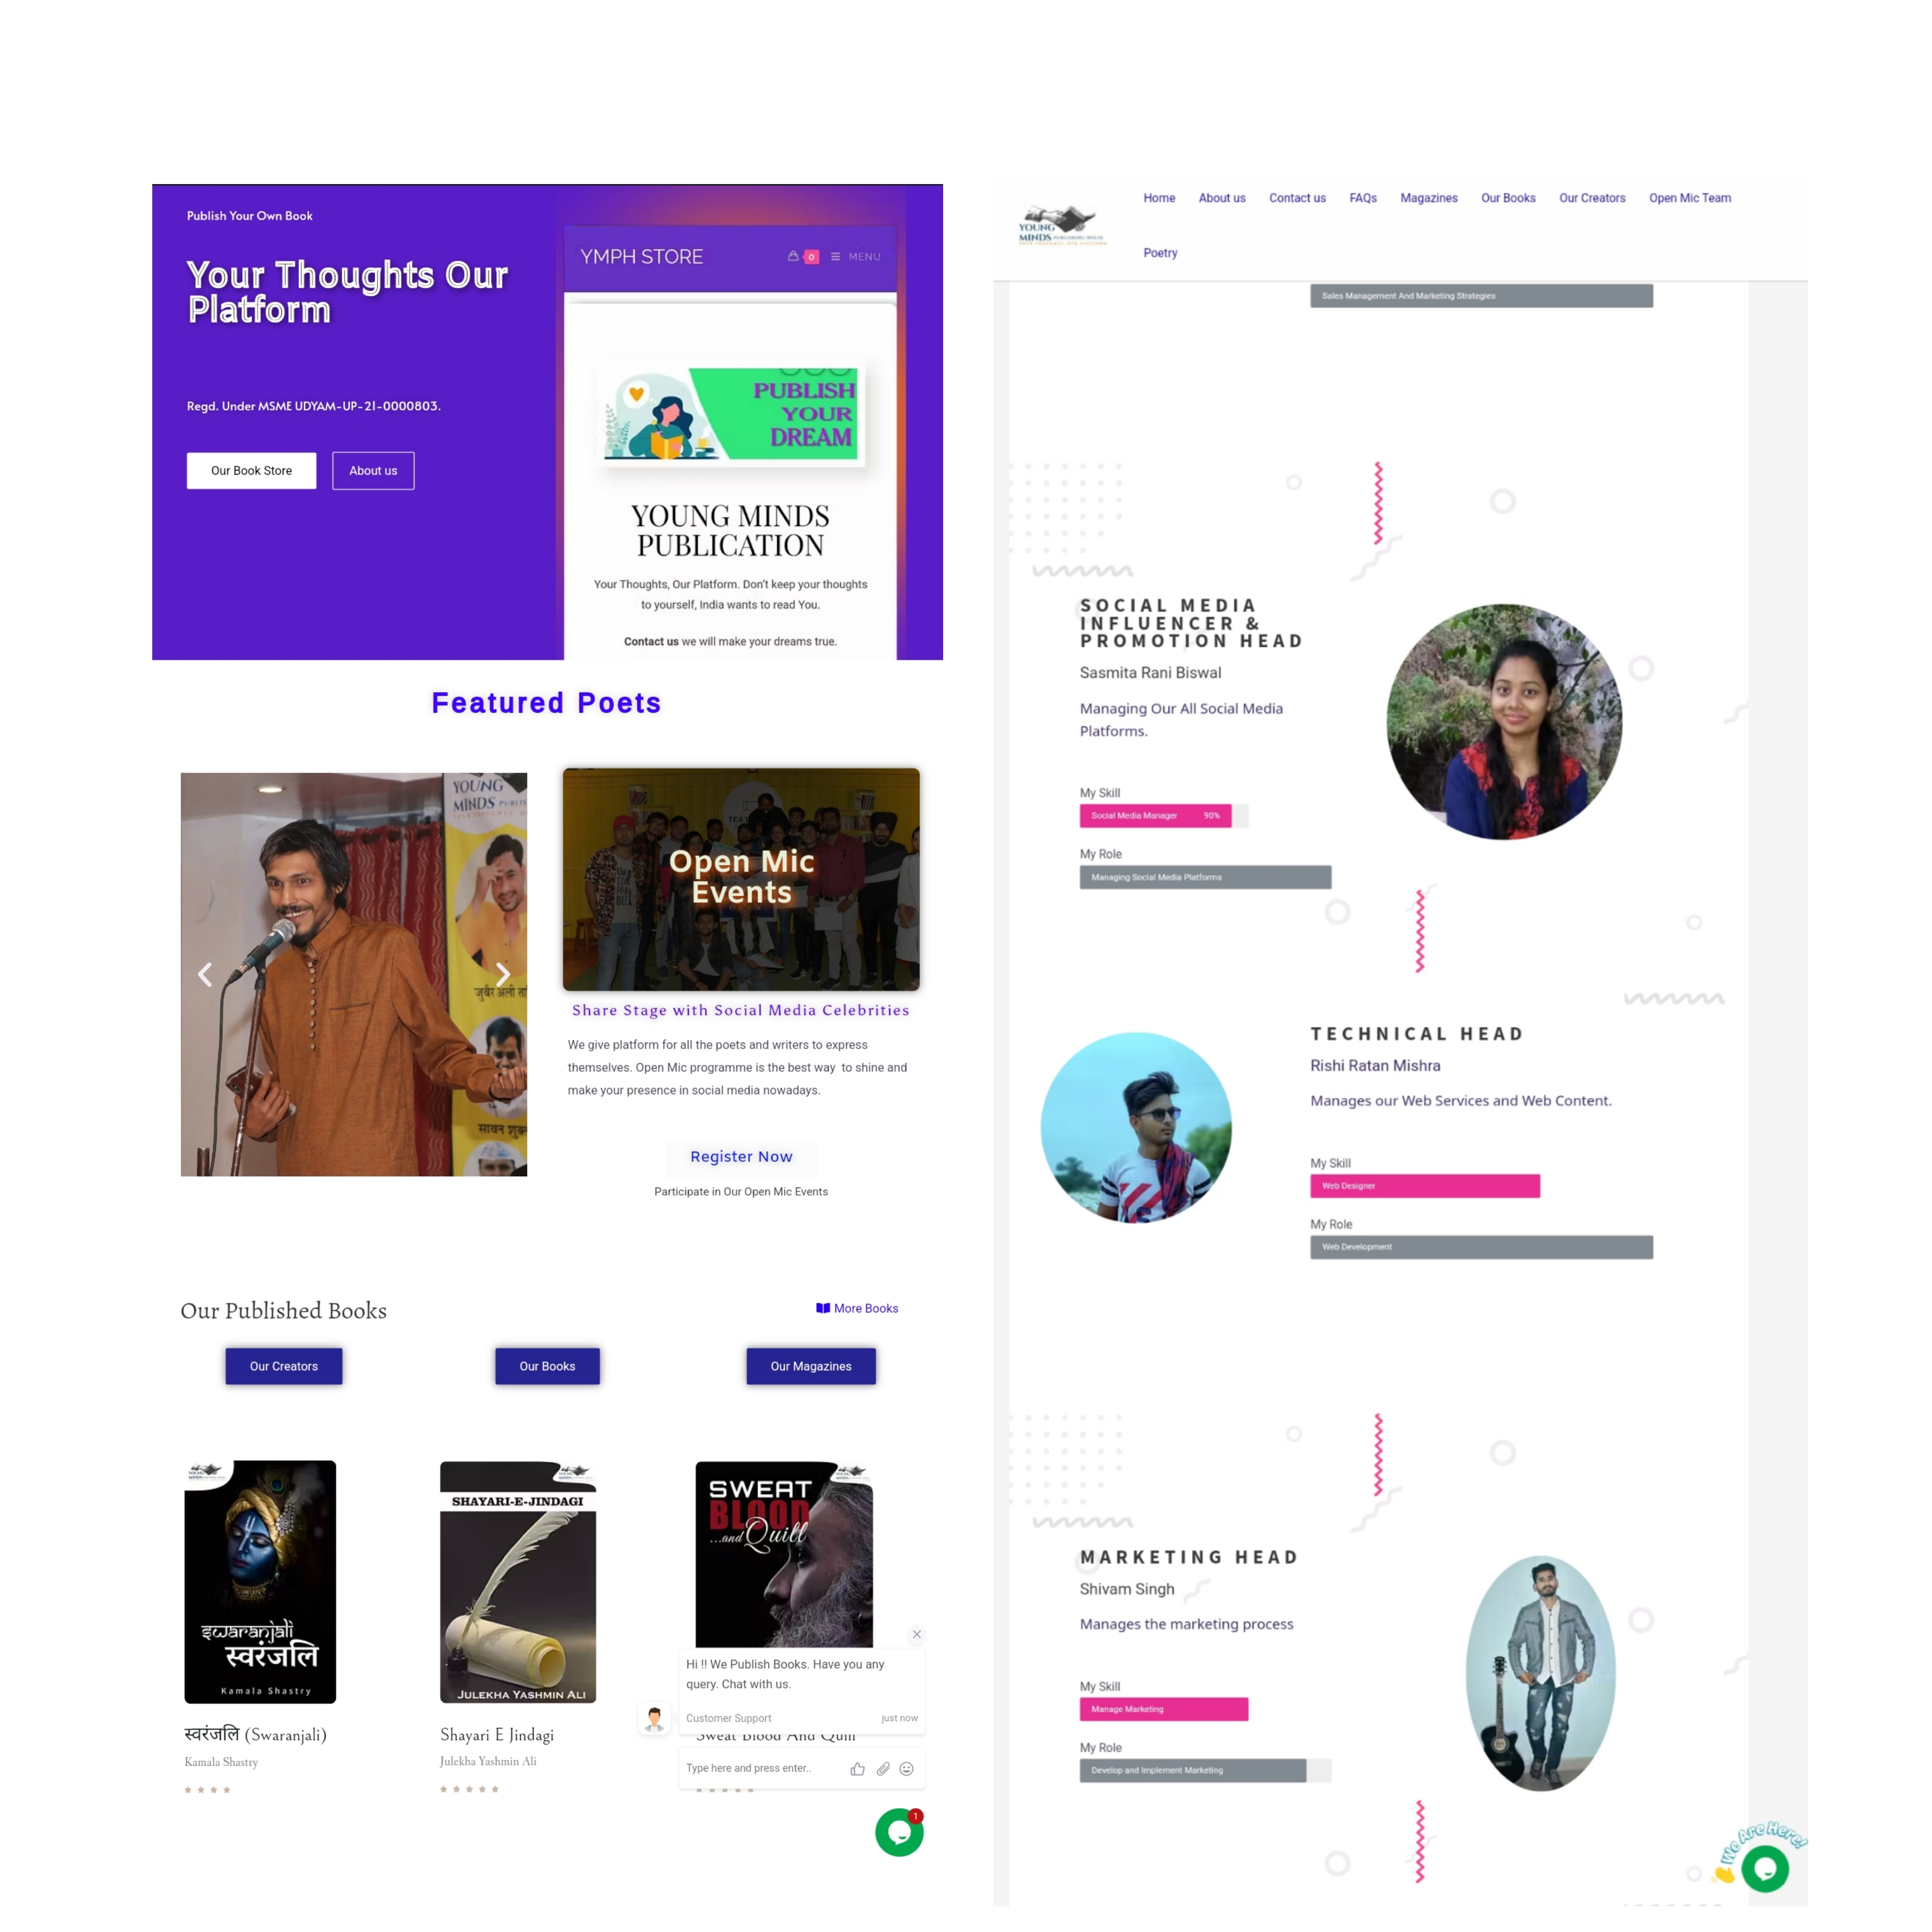 Publish Your Own Book
Your Thoughts Our
Platform
Regd. Under MSME UDYAM-UP-21-0000803.
Our Book Store
About us
YMPH STORE
0
MENU
PUBLISH
YOUR
DREAM
YOUNG MINDS
PUBLICATION
Your Thoughts, Our Platform. Don't keep your thoughts
to yourself, India wants to read You.
Contact us we will make your dreams true.
Featured Poets
YOUNG
MINDS
जुबैर अली
सावन
Open Mic
Events
Share Stage with Social Media Celebrities
We give platform for all the poets and writers to express
themselves. Open Mic programme is the best way to shine and
make your presence in social media nowadays.
Register Now
Participate in Our Open Mic Events
Our Published Books
More Books
Our Creators
Our Books
Our Magazines
swaranjali
स्वरंजलि
Kamala Shastry
स्वरंजलि (Swaranjali)
Kamala Shastry
SHAYARI-E-JINDAGI
JULEKHA YASHMIN ALI
Shayari E Jindagi
Julekha Yashmin Ali
SWEAT
BLOOD
...and Quill
Sweat Blood And Quill
Hi !! We Publish Books. Have you any
query. Chat with us.
Customer Support
just now
Type here and press enter..
1
YOUNG
MINDS PUBLISHING HOUSE
YOUR THOUGHTS, OUR PLATFORM
Home
About us
Contact us
FAQs
Magazines
Our Books
Our Creators
Open Mic Team
Poetry
Sales Management And Marketing Strategies
SOCIAL MEDIA
INFLUENCER &
PROMOTION HEAD
Sasmita Rani Biswal
Managing Our All Social Media
Platforms.
My Skill
Social Media Manager 90%
My Role
Managing Social Media Platforms
TECHNICAL HEAD
Rishi Ratan Mishra
Manages our Web Services and Web Content.
My Skill
Web Designer
My Role
Web Development
MARKETING HEAD
Shivam Singh
Manages the marketing process
My Skill
Manage Marketing
My Role
Develop and Implement Marketing
We Are Here!